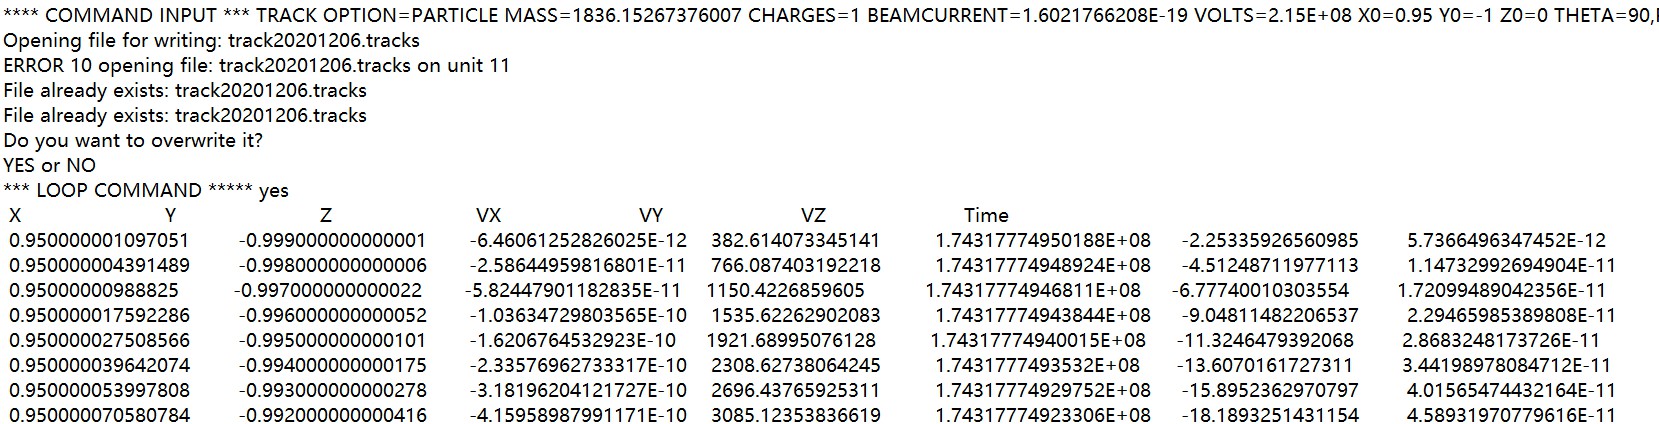 **** COMMAND INPUT *** TRACK OPTION=PARTICLE MASS=1836.15267376007 CHARGES=1 BEAMCURRENT=1.6021766208E-19 VOLTS=2.15E+08 X0=0.95 Y0=-1 Z0=0 THETA=90,
Opening file for writing: track20201206.tracks
ERROR 10 opening file: track20201206.tracks on unit 11
File already exists: track20201206.tracks
File already exists: track20201206.tracks
Do you want to overwrite it?
YES or NO
*** LOOP COMMAND ***** yes
X Y Z VX VY VZ Time
0.950000001097051 -0.999000000000001 -6.46061252826025E-12 382.614073345141 1.74317774950188E+08 -2.25335926560985 5.7366496347452E-12
0.950000004391489 -0.998000000000006 -2.58644959816801E-11 766.087403192218 1.74317774948924E+08 -4.51248711977113 1.14732992694904E-11
0.95000000988825 -0.997000000000022 -5.82447901182835E-11 1150.4226859605 1.74317774946811E+08 -6.77740010303554 1.72099489042356E-11
0.950000017592286 -0.996000000000052 -1.03634729803565E-10 1535.62262902083 1.74317774943844E+08 -9.04811482206537 2.29465985389808E-11
0.950000027508566 -0.995000000000101 -1.6206764532923E-10 1921.68995076128 1.74317774940015E+08 -11.3246479392068 2.8683248173726E-11
0.950000039642074 -0.994000000000175 -2.33576962733317E-10 2308.62738064245 1.7431777493532E+08 -13.6070161727311 3.44198978084712E-11
0.950000053997808 -0.993000000000278 -3.18196204121727E-10 2696.43765925311 1.74317774929752E+08 -15.8952362970797 4.01565474432164E-11
0.950000070580784 -0.992000000000416 -4.15958987991171E-10 3085.12353836619 1.74317774923306E+08 -18.1893251431154 4.58931970779616E-11